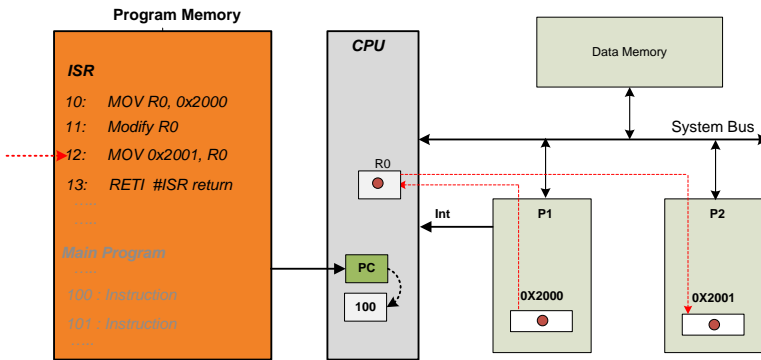 Program Memory
ISR
10: MOV R0, 0x2000
11: Modify R0
12: MOV 0x2001, R0
13: RETI #ISR return
.....
.....
Main Program
.....
100 : Instruction
101 : Instruction
.....
CPU
R0
PC
100
Int
Data Memory
System Bus
P1
0X2000
P2
0X2001